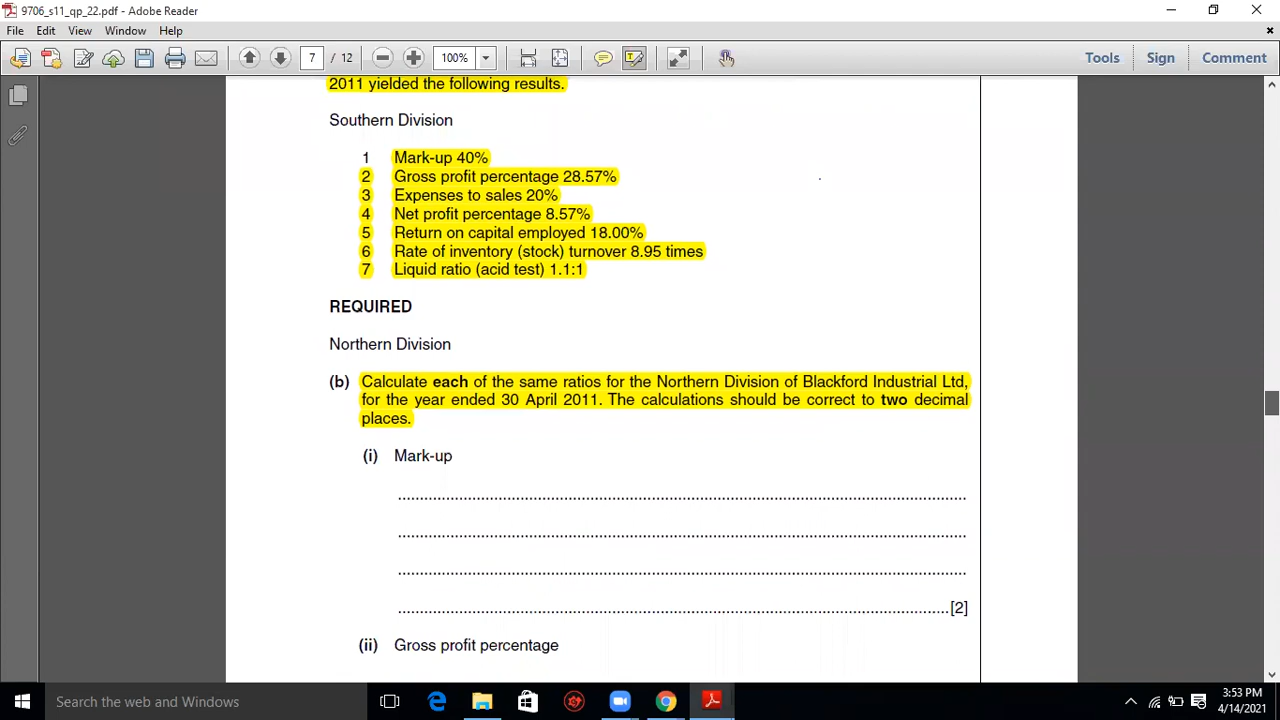 9706_s11_qp_22.pdf - Adobe Reader
File Edit View Window Help
7 / 12 100% Tools Sign Comment
2011 yielded the following results.
Southern Division
1 Mark-up 40%
2 Gross profit percentage 28.57%
3 Expenses to sales 20%
4 Net profit percentage 8.57%
5 Return on capital employed 18.00%
6 Rate of inventory (stock) turnover 8.95 times
7 Liquid ratio (acid test) 1.1:1
REQUIRED
Northern Division
(b) Calculate each of the same ratios for the Northern Division of Blackford Industrial Ltd,
for the year ended 30 April 2011. The calculations should be correct to two decimal
places.
(i) Mark-up
..........................................................................................................
..........................................................................................................
..........................................................................................................
.......................................................................................................[2]
(ii) Gross profit percentage
Search the web and Windows
3:53 PM
4/14/2021